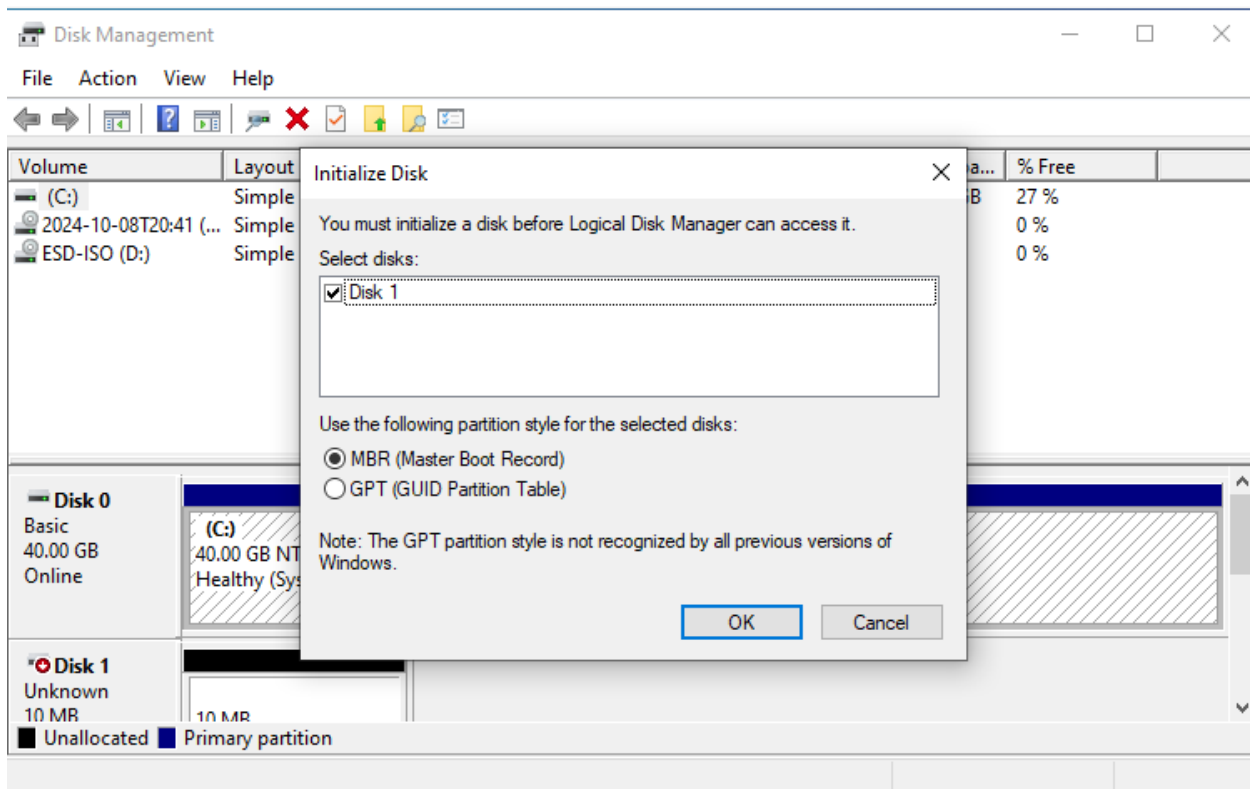 Disk Management
File Action View Help
Volume Layout a... % Free
(C:) Simple GB 27 %
2024-10-08T20:41 (... Simple 0 %
ESD-ISO (D:) Simple 0 %
Initialize Disk
You must initialize a disk before Logical Disk Manager can access it.
Select disks:
Disk 1
Use the following partition style for the selected disks:
MBR (Master Boot Record)
GPT (GUID Partition Table)
Note: The GPT partition style is not recognized by all previous versions of
Windows.
OK Cancel
Disk 0
Basic
40.00 GB
Online
(C:)
40.00 GB NT
Healthy (Sys
Disk 1
Unknown
10 MB
10 MB
Unallocated Primary partition